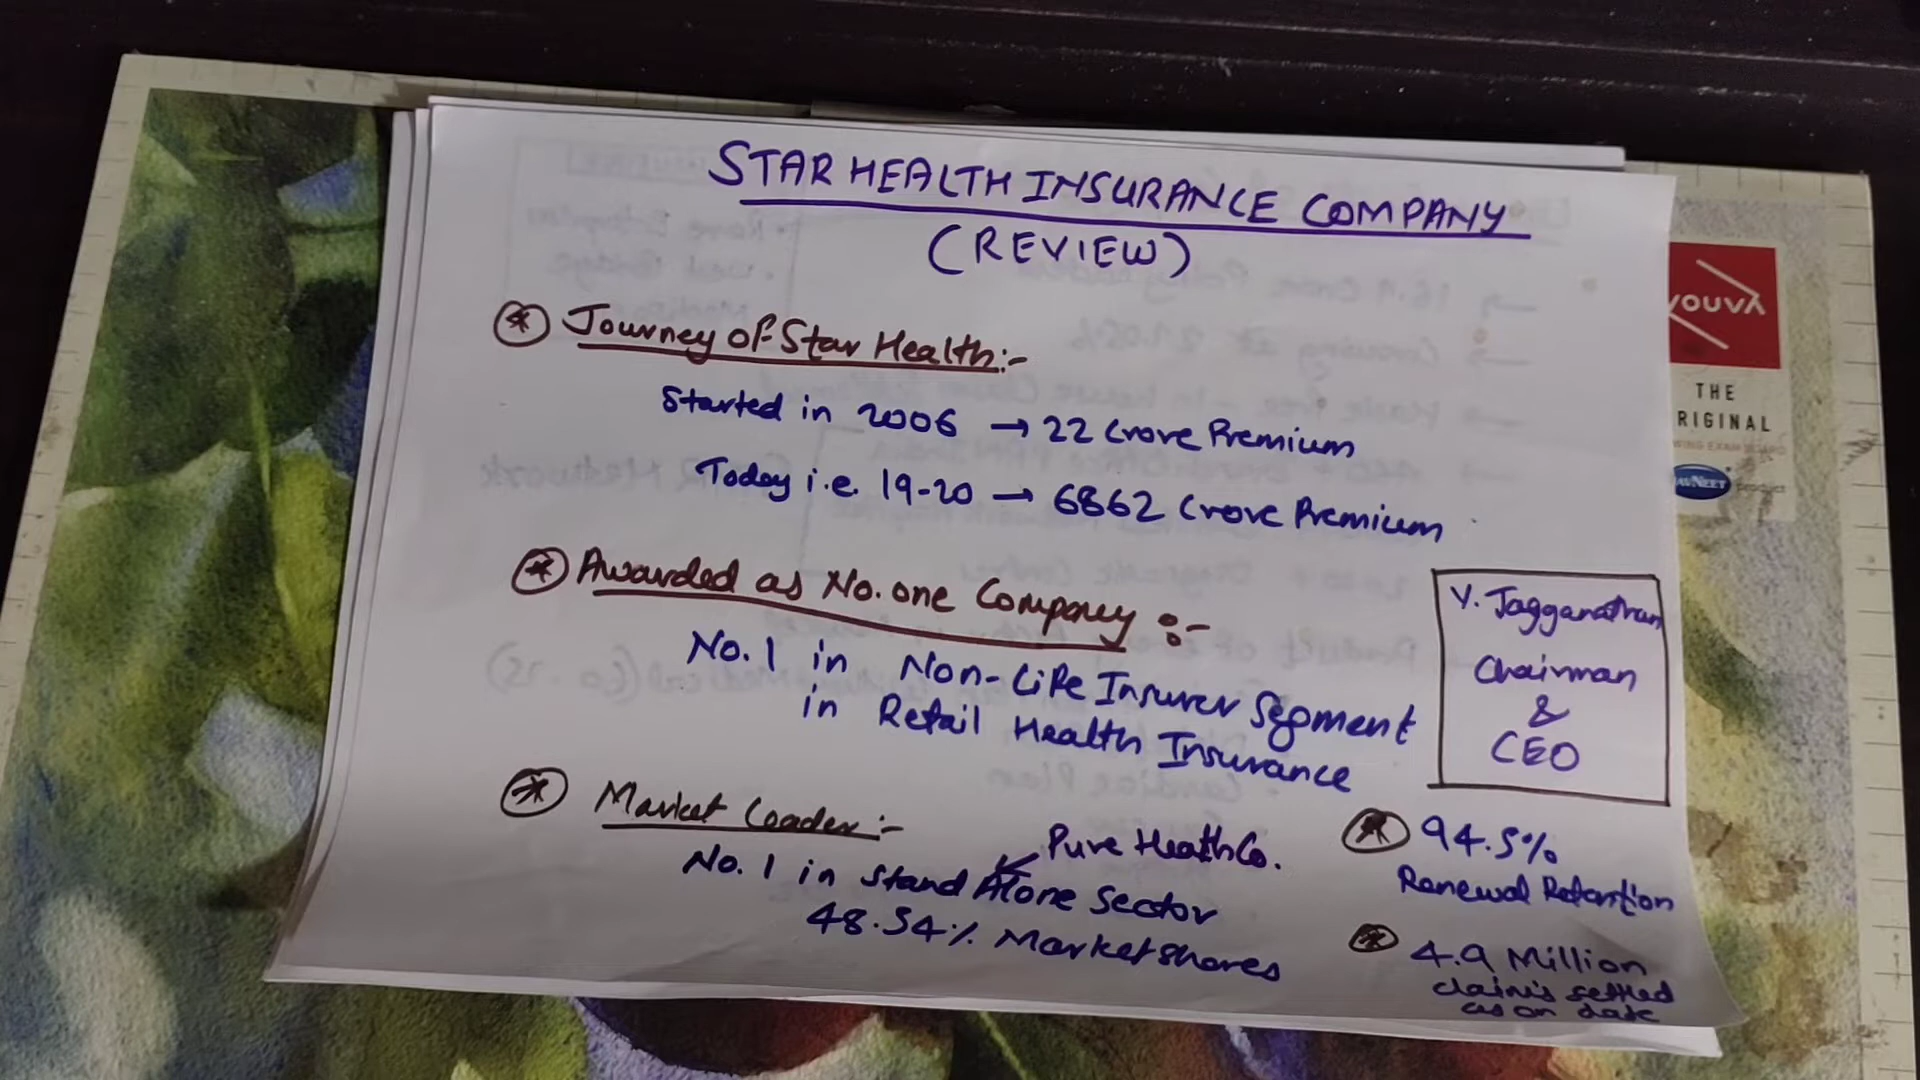 STAR HEALTH INSURANCE COMPANY
(REVIEW)
* Journey of Star Health:-
Started in 2006 → 22 Crore Premium
Today i.e. 19-20 → 6862 Crore Premium
* Awarded as No. one Company :-
No. 1 in Non-Life Insurer Segment
in Retail Health Insurance
V. Jagganathan
Chairman
&
CEO
* Market Leader:-
Pure Health Co.
No. 1 in Stand Alone Sector
48.54% Market shares
* 94.5%
Renewal Retention
* 4.9 Million
claims settled
as on date
YOUVA
THE
RIGINAL